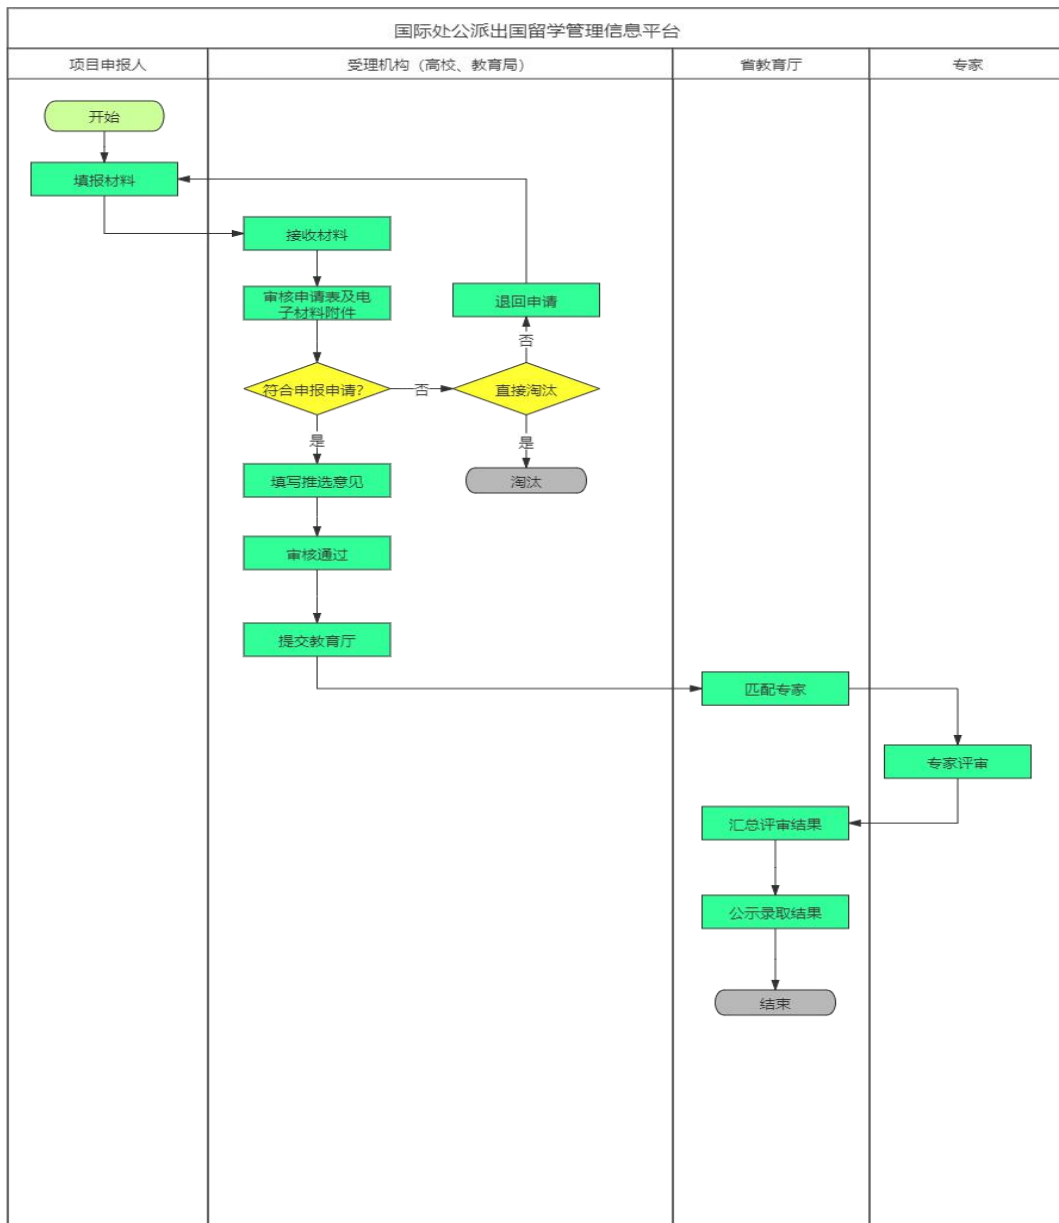 国际处公派出国留学管理信息平台
项目申报人
受理机构（高校、教育局）
省教育厅
专家
开始
填报材料
接收材料
审核申请表及电
子材料附件
退回申请
否
符合申报申请？
否
直接淘汰
是
是
填写推选意见
淘汰
审核通过
提交教育厅
匹配专家
专家评审
汇总评审结果
公示录取结果
结束